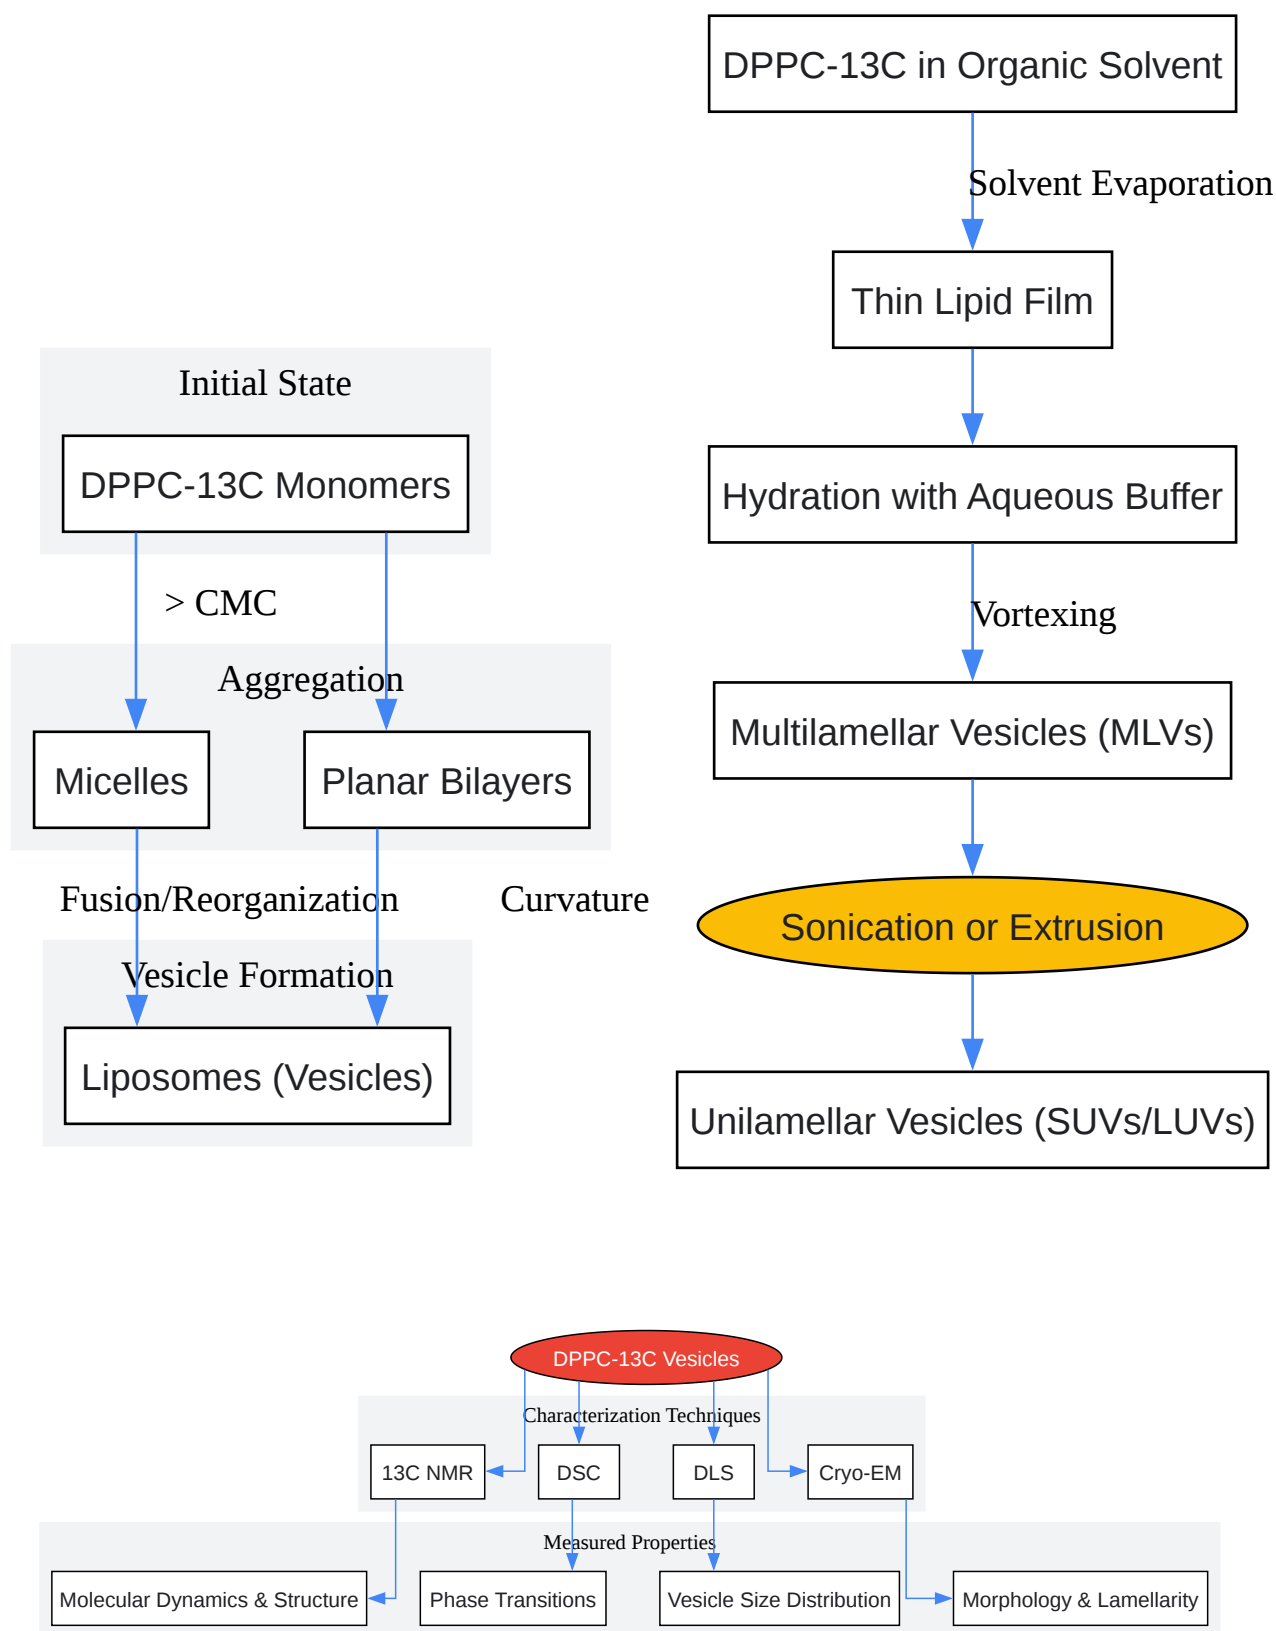 Initial State
DPPC-13C Monomers
> CMC
Aggregation
Micelles
Planar Bilayers
Fusion/Reorganization
Curvature
Vesicle Formation
Liposomes (Vesicles)
DPPC-13C in Organic Solvent
Solvent Evaporation
Thin Lipid Film
Hydration with Aqueous Buffer
Vortexing
Multilamellar Vesicles (MLVs)
Sonication or Extrusion
Unilamellar Vesicles (SUVs/LUVs)
DPPC-13C Vesicles
Characterization Techniques
13C NMR
DSC
DLS
Cryo-EM
Measured Properties
Molecular Dynamics & Structure
Phase Transitions
Vesicle Size Distribution
Morphology & Lamellarity